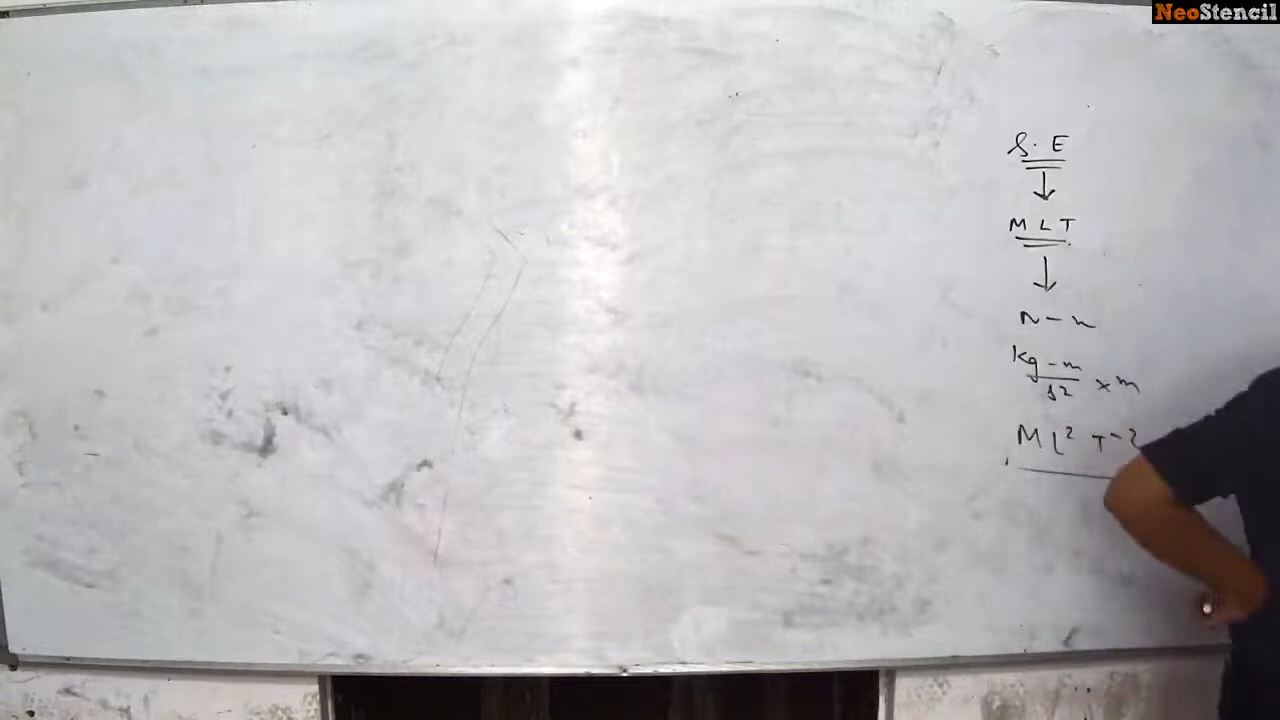 NeoStencil
S. E
↓
M L T
↓
N - m
kg - m
s2 × m
M L² T-2